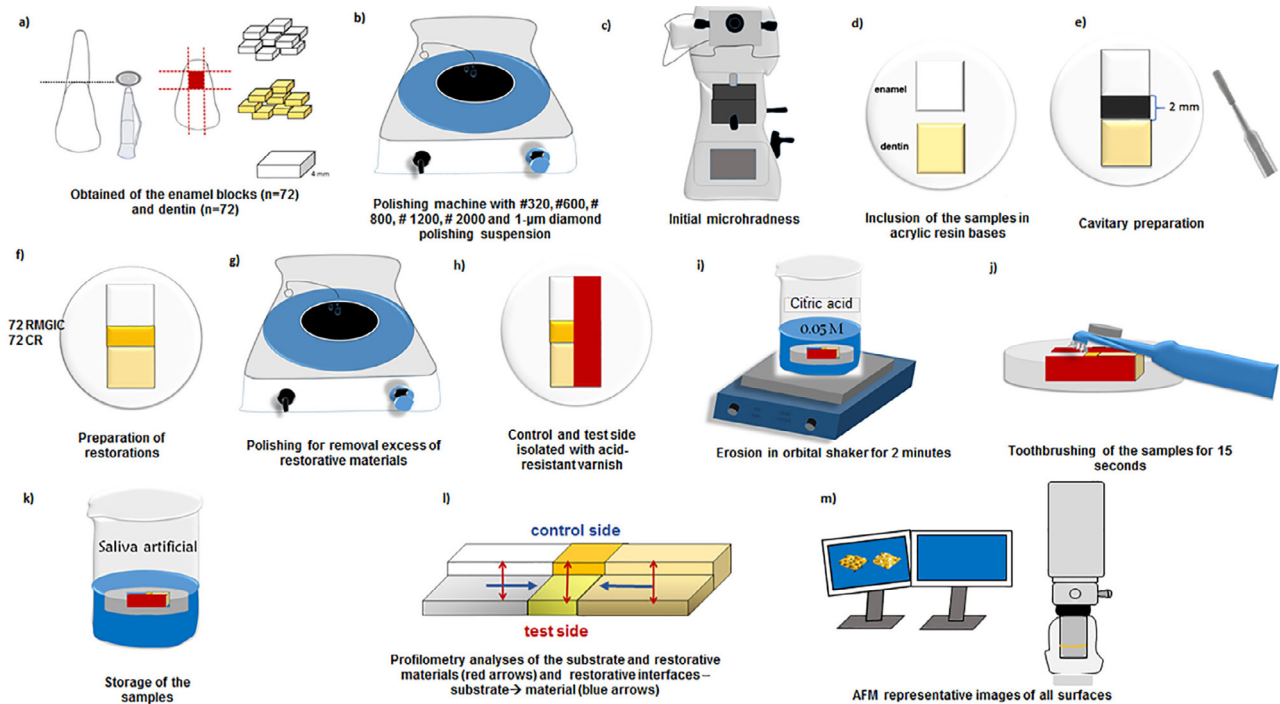 a)
4 mm
Obtained of the enamel blocks (n=72)
and dentin (n=72)
b)
Polishing machine with #320, #600, #
800, # 1200, # 2000 and 1-µm diamond
polishing suspension
c)
Initial microhradness
d)
enamel
dentin
Inclusion of the samples in
acrylic resin bases
e)
2 mm
Cavitary preparation
f)
72 RMGIC
72 CR
Preparation of
restorations
g)
Polishing for removal excess of
restorative materials
h)
Control and test side
isolated with acid-
resistant varnish
i)
Citric acid
0.05 M
Erosion in orbital shaker for 2 minutes
j)
Toothbrushing of the samples for 15
seconds
k)
Saliva artificial
Storage of the
samples
l)
control side
test side
Profilometry analyses of the substrate and restorative
materials (red arrows) and restorative interfaces –
substrate→ material (blue arrows)
m)
AFM representative images of all surfaces